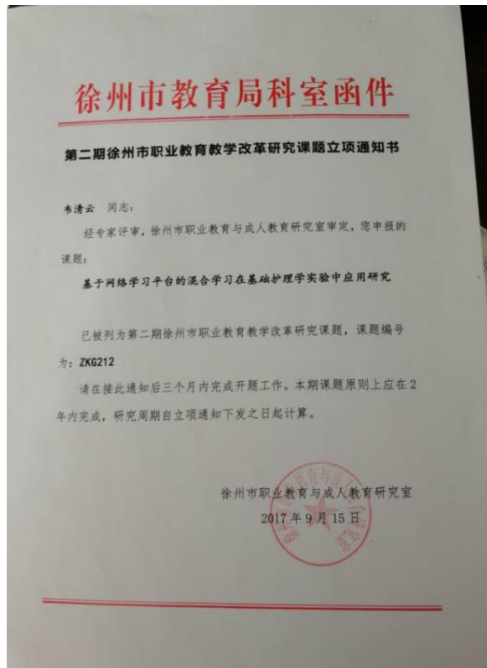 徐州市教育局科室函件
第二期徐州市职业教育教学改革研究课题立项通知书
韦清云 同志:
经专家评审,徐州市职业教育与成人教育研究室审定,您申报的
课题:
基于网络学习平台的混合学习在基础护理学实验中应用研究
已被列为第二期徐州市职业教育教学改革研究课题,课题编号
为:ZKG212
请在接此通知后三个月内完成开题工作。本期课题原则上应在 2
年内完成,研究周期自立项通知下发之日起计算。
徐州市职业教育与成人教育研究室
2017 年 9 月 15 日